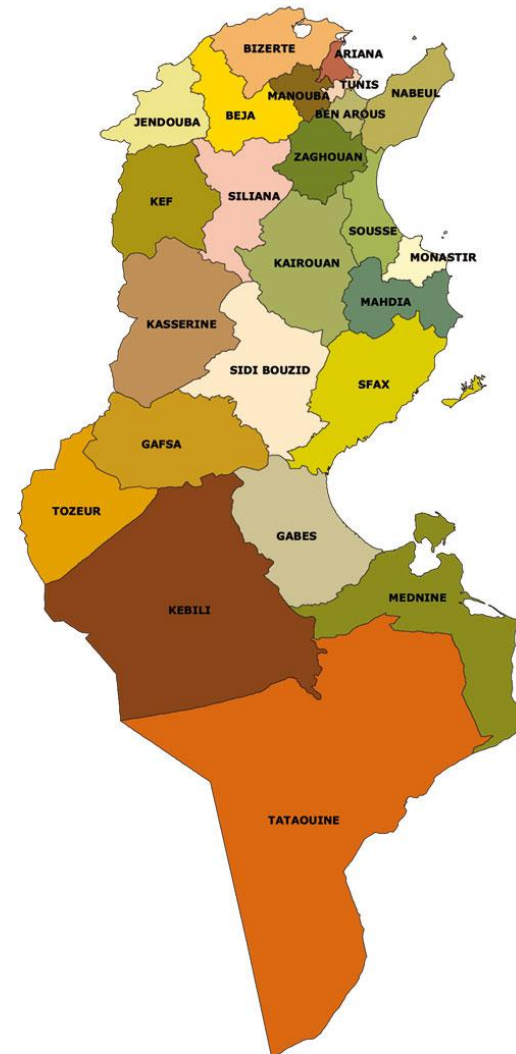 BIZERTE
ARIANA
TUNIS
NABEUL
MANOUBA
BEN AROUS
JENDOUBA
BEJA
ZAGHOUAN
KEF
SILIANA
SOUSSE
MONASTIR
KAIROUAN
MAHDIA
KASSERINE
SIDI BOUZID
SFAX
GAFSA
TOZEUR
GABES
MEDNINE
KEBILI
TATAOUINE